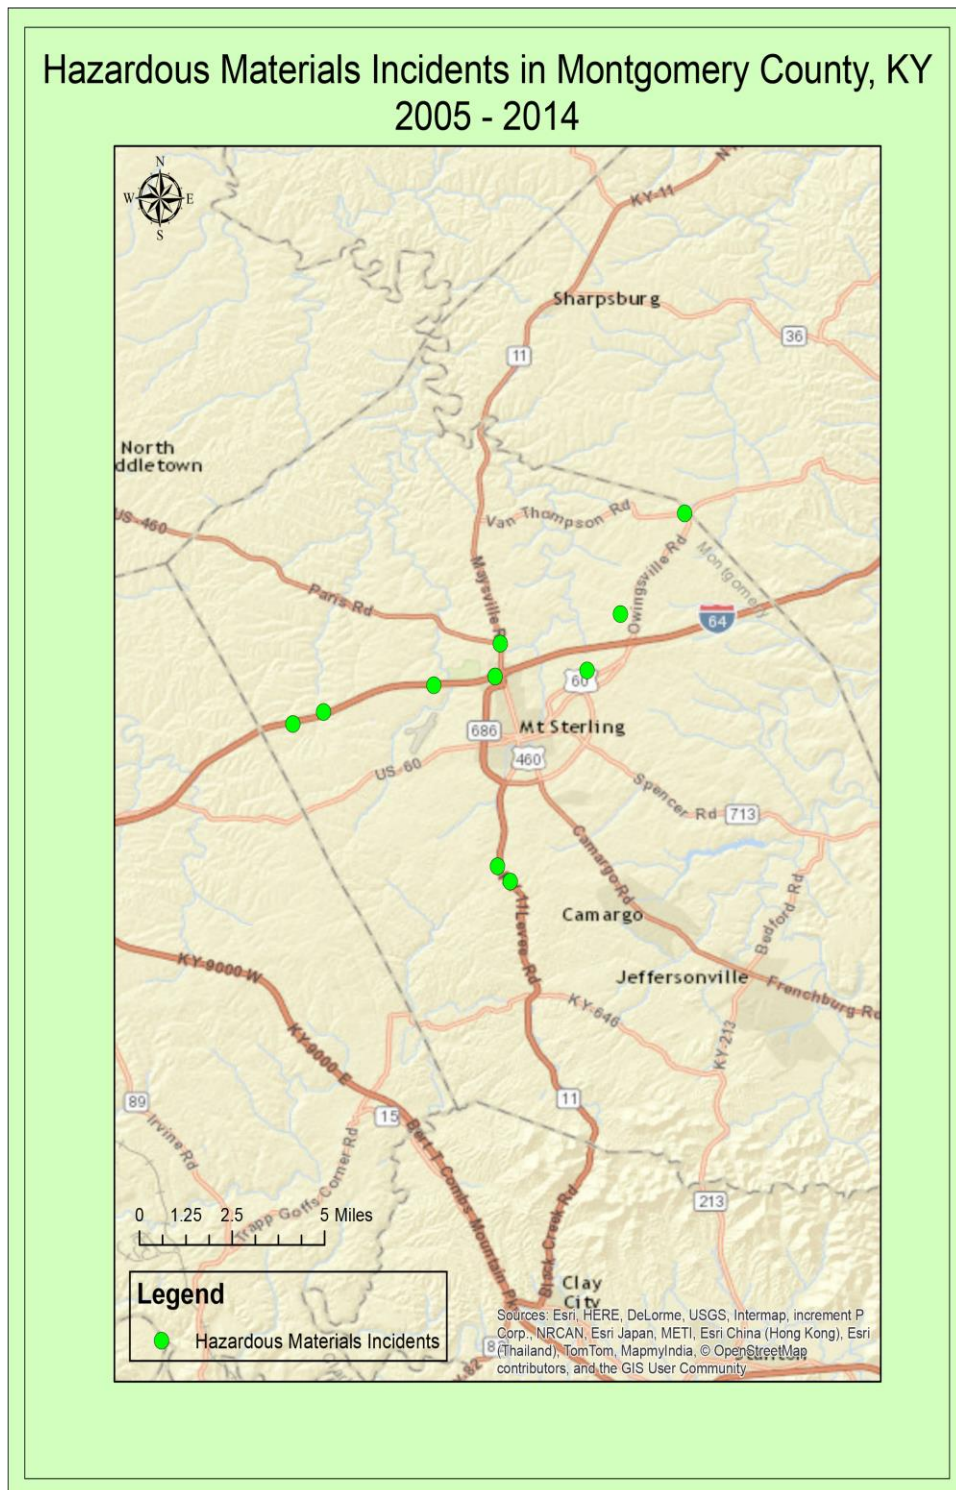 Hazardous Materials Incidents in Montgomery County, KY
2005 - 2014
N
W E
S
KY-11
Sharpsburg
36
11
North
ddletown
US-460
Van Thompson Rd
Montgomery
Owingsville Rd
Maysville R
Paris Rd
64
60
686
Mt Sterling
460
US-60
Spencer Rd
713
Camargo Rd
Camargo
Bedford Rd
Levee Rd
Jeffersonville
Frenchburg Rd
KY-9000 W
KY-646
KY-9000 E
KY-213
89
15
11
Irvine Rd
Bert T Combs Mountain Pk
Trapp Goffs Corner Rd
213
Black Creek Rd
0 1.25 2.5 5 Miles
Clay
City
Legend
Hazardous Materials Incidents
Sources: Esri, HERE, DeLorme, USGS, Intermap, increment P
Corp., NRCAN, Esri Japan, METI, Esri China (Hong Kong), Esri
(Thailand), TomTom, MapmyIndia, © OpenStreetMap
contributors, and the GIS User Community